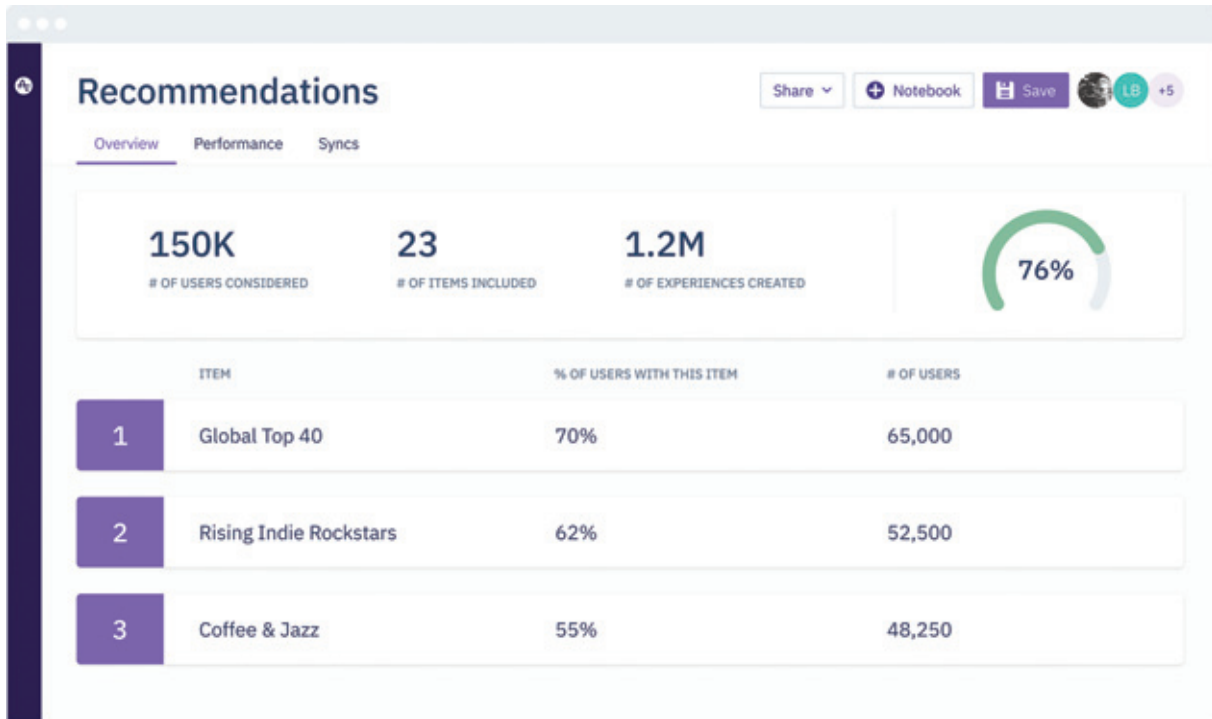 Recommendations
Share
Notebook
Save
LB
+5
Overview Performance Syncs
150K 23 1.2M
76%
# OF USERS CONSIDERED # OF ITEMS INCLUDED # OF EXPERIENCES CREATED
ITEM % OF USERS WITH THIS ITEM # OF USERS
1 Global Top 40 70% 65,000
2 Rising Indie Rockstars 62% 52,500
3 Coffee & Jazz 55% 48,250